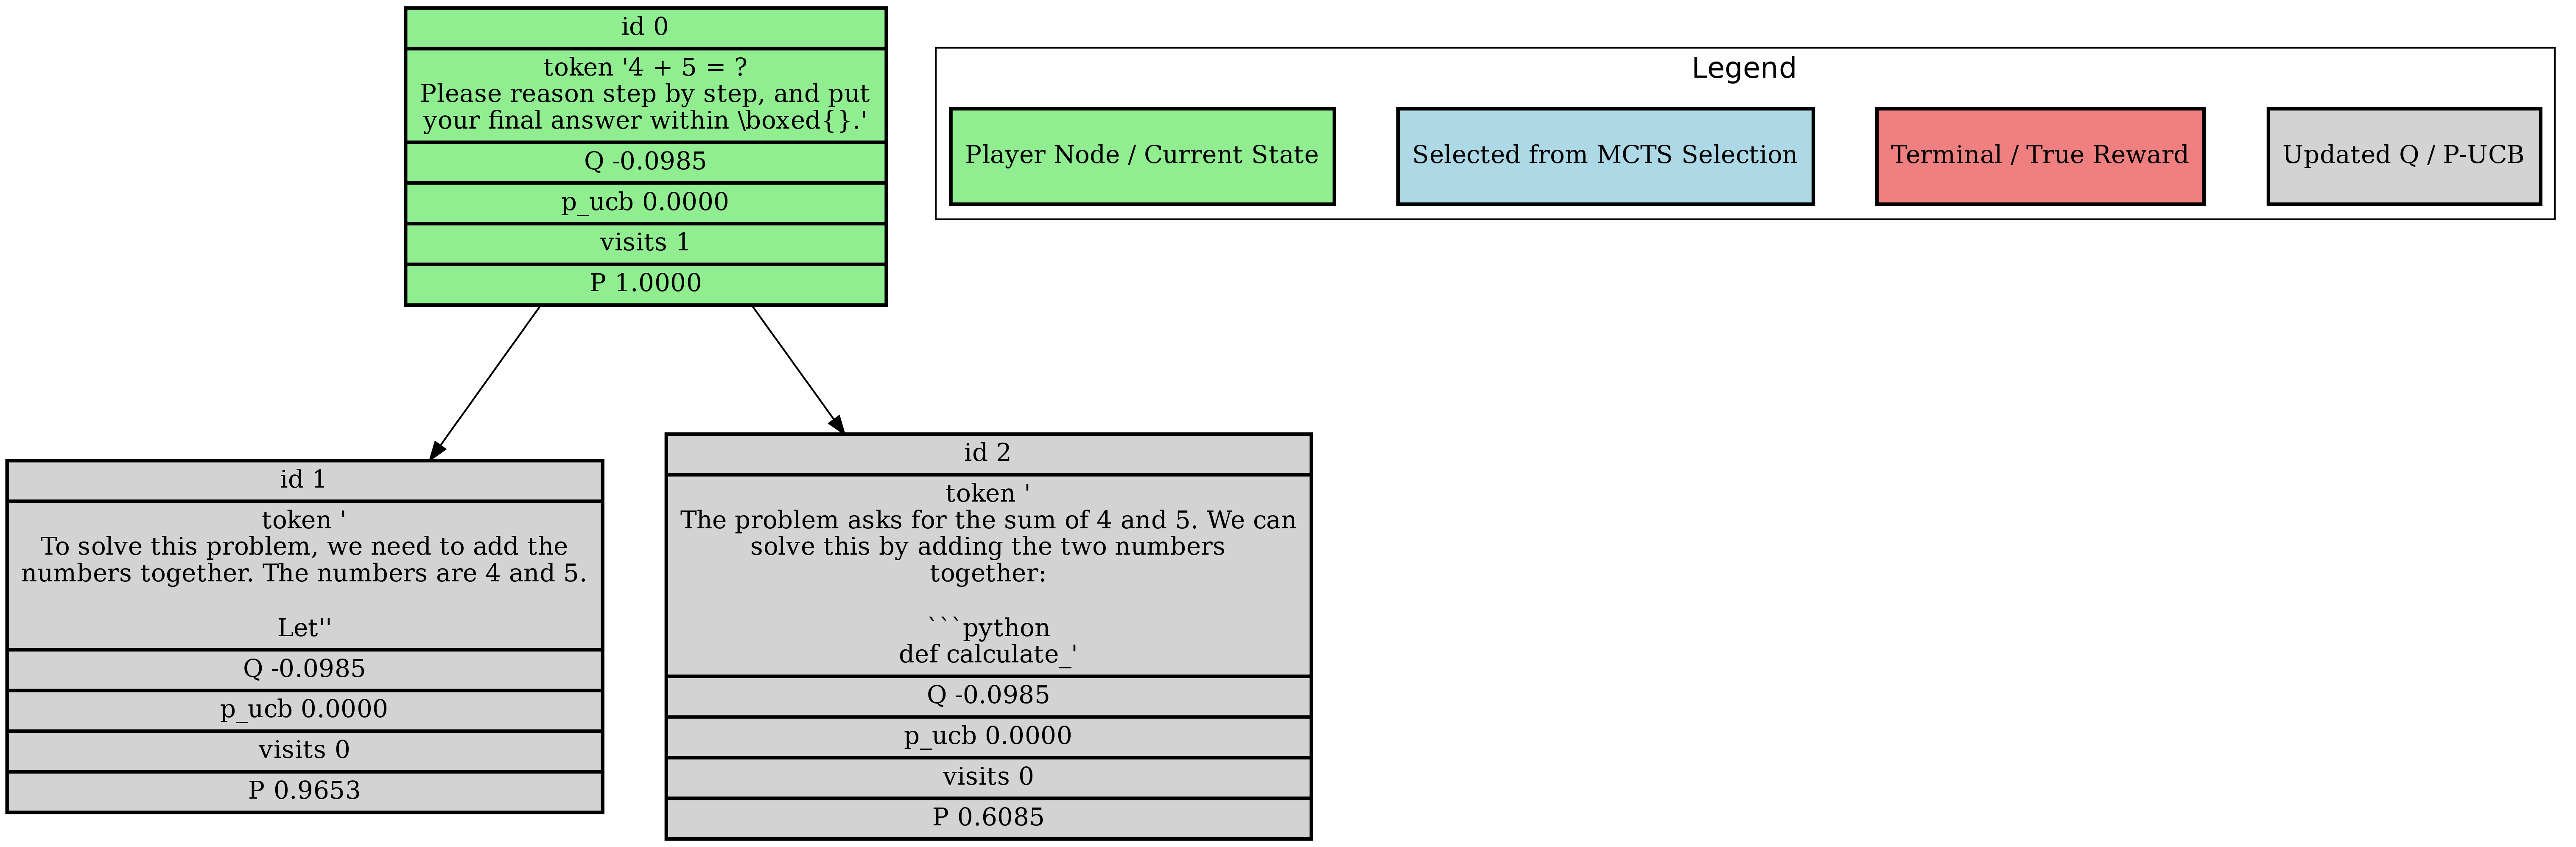 id 0
token '4 + 5 = ?
Please reason step by step, and put
your final answer within \boxed{}.'
Q -0.0985
p_ucb 0.0000
visits 1
P 1.0000
Legend
Player Node / Current State
Selected from MCTS Selection
Terminal / True Reward
Updated Q / P-UCB
id 1
token '
To solve this problem, we need to add the
numbers together. The numbers are 4 and 5.
Let''
Q -0.0985
p_ucb 0.0000
visits 0
P 0.9653
id 2
token '
The problem asks for the sum of 4 and 5. We can
solve this by adding the two numbers
together:
```python
def calculate_'
Q -0.0985
p_ucb 0.0000
visits 0
P 0.6085